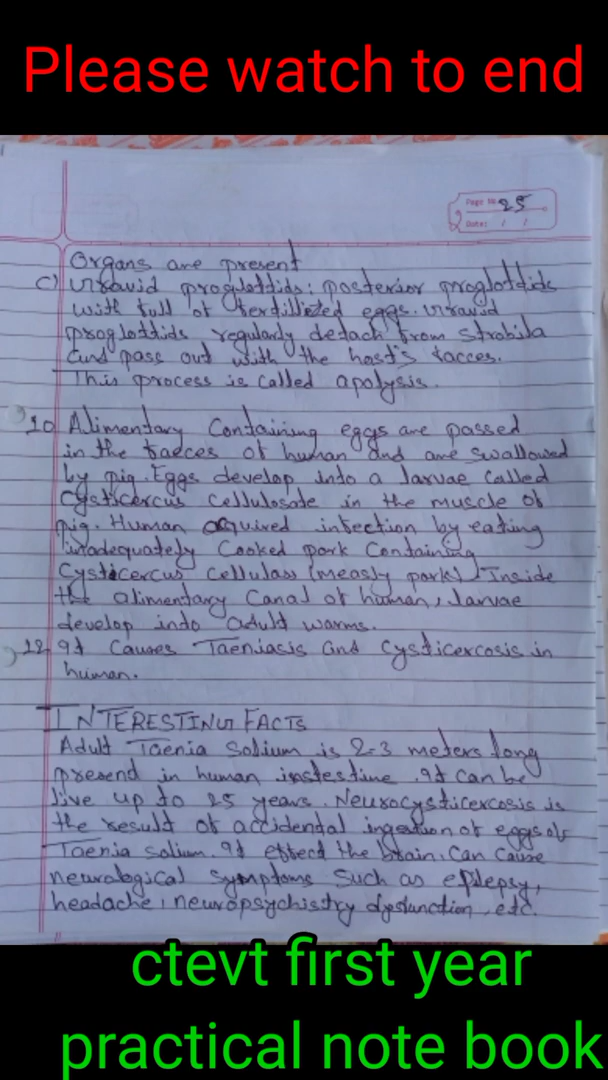 Please watch to end
Page No. 25
Date: / /
Organs are present
c) Gravid proglottids: posterior proglottids
with full of ferdillized eggs. Gravid
proglottids regularly detach from Strobila
and pass out with the host's faeces.
This process is called apolysis.
10 Alimentary Containing eggs are passed
in the faeces of human and are swallowed
by pig. Eggs develop into a larvae called
Cysticercus cellulosate in the muscle of
pig. Human acquired infection by eating
inadequately Cooked pork Containing
Cysticercus cellulass (measly pork). Inside
the alimentary Canal of human, larvae
develop into adult warms.
It Causes Taeniasis and Cysticercosis in
human.
INTERESTING FACTS
Adult Taenia Solium is 2-3 meters long
presend in human instestine. It can be
live up to 25 years. Neurocysticercosis is
the result of accidental ingestion of eggs of
Taenia solium. It effect the brain. Can Cause
neurological symptoms Such as epilepsy,
headache, neuropsychistry dysfunction, etc.
ctevt first year
practical note book